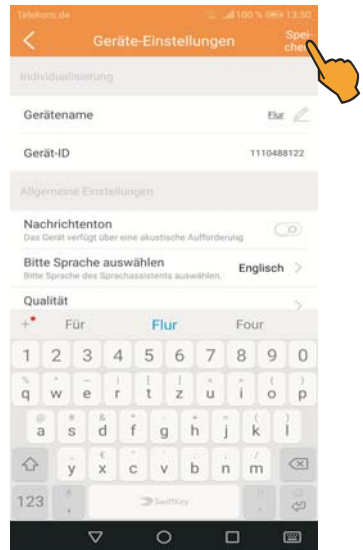 Telekom.de 100 % 13:50
Geräte-Einstellungen
Spei-
chern
Individualisierung
Gerätename Flur
Gerät-ID 1110488122
Allgemeine Einstellungen
Nachrichtenton
Das Gerät verfügt über eine akustische Aufforderung.
Bitte Sprache auswählen Englisch >
Bitte Sprache des Sprachassistents auswählen.
Qualität >
+ Für Flur Four
1 2 3 4 5 6 7 8 9 0
q w e r t z u i o p
a s d f g h j k l
y x c v b n m
123 , SwiftKey .